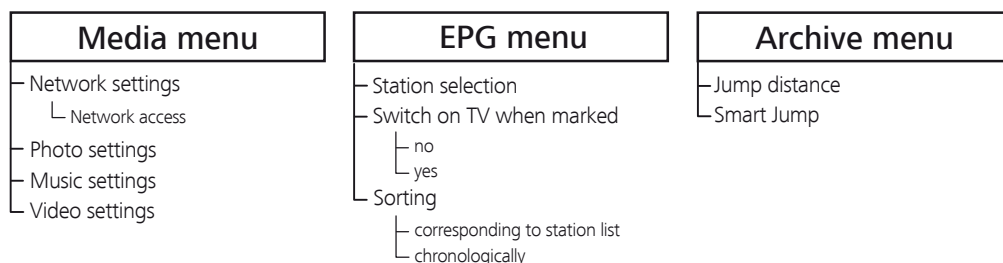 Media menu
Network settings
Network access
Photo settings
Music settings
Video settings
EPG menu
Station selection
Switch on TV when marked
no
yes
Sorting
corresponding to station list
chronologically
Archive menu
Jump distance
Smart Jump